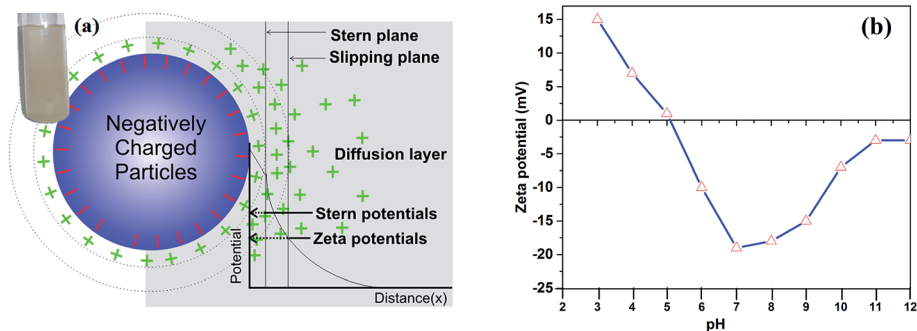 (a)
Stern plane
Slipping plane
Negatively
Charged
Particles
Diffusion layer
Stern potentials
Zeta potentials
Potential
Distance(x)
(b)
Zeta potential (mV)
15
10
5
0
-5
-10
-15
-20
-25
2 3 4 5 6 7 8 9 10 11 12
pH